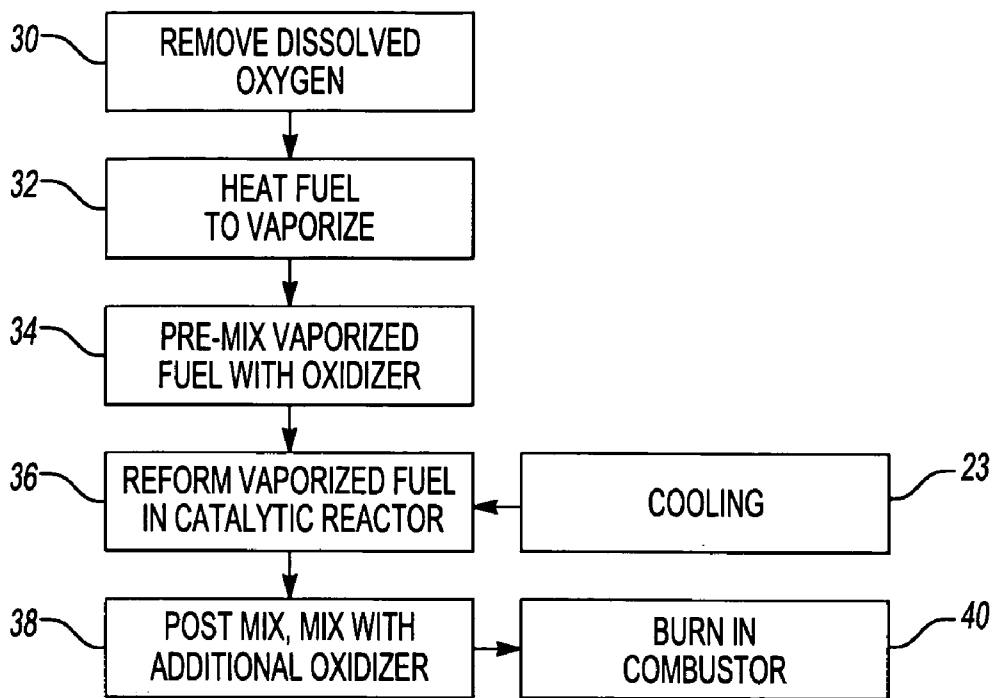 30
REMOVE DISSOLVED
OXYGEN
32
HEAT FUEL
TO VAPORIZE
34
PRE-MIX VAPORIZED
FUEL WITH OXIDIZER
36
REFORM VAPORIZED FUEL
IN CATALYTIC REACTOR
COOLING
23
38
POST MIX, MIX WITH
ADDITIONAL OXIDIZER
BURN IN
COMBUSTOR
40